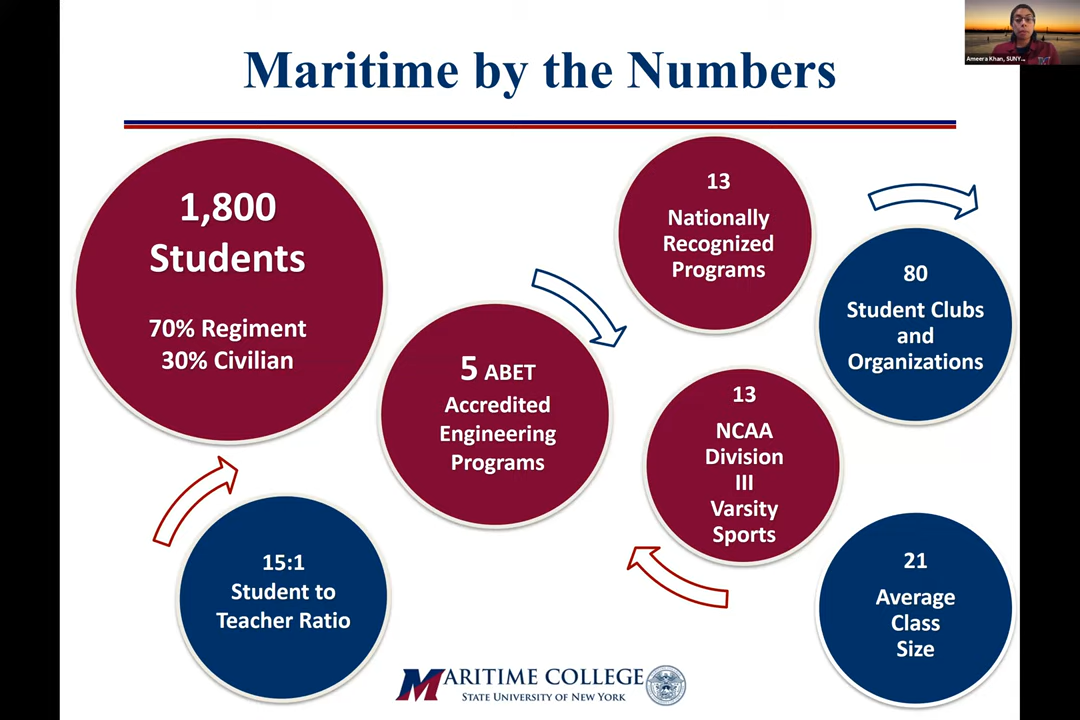 Maritime by the Numbers
Ameera Khan, SUNY...
1,800
Students
70% Regiment
30% Civilian
15:1
Student to
Teacher Ratio
5 ABET
Accredited
Engineering
Programs
13
Nationally
Recognized
Programs
13
NCAA
Division
III
Varsity
Sports
80
Student Clubs
and
Organizations
21
Average
Class
Size
MARITIME COLLEGE
STATE UNIVERSITY OF NEW YORK